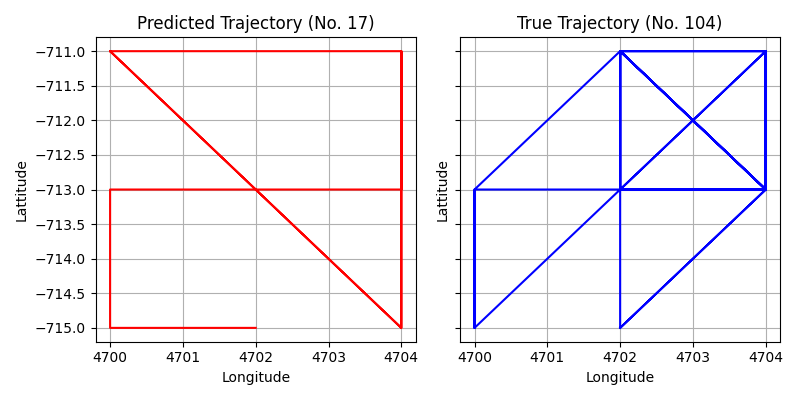 Predicted Trajectory (No. 17)
−711.0
−711.5
−712.0
−712.5
−713.0
−713.5
−714.0
−714.5
−715.0
Lattitude
4700 4701 4702 4703 4704
Longitude
True Trajectory (No. 104)
Lattitude
4700 4701 4702 4703 4704
Longitude